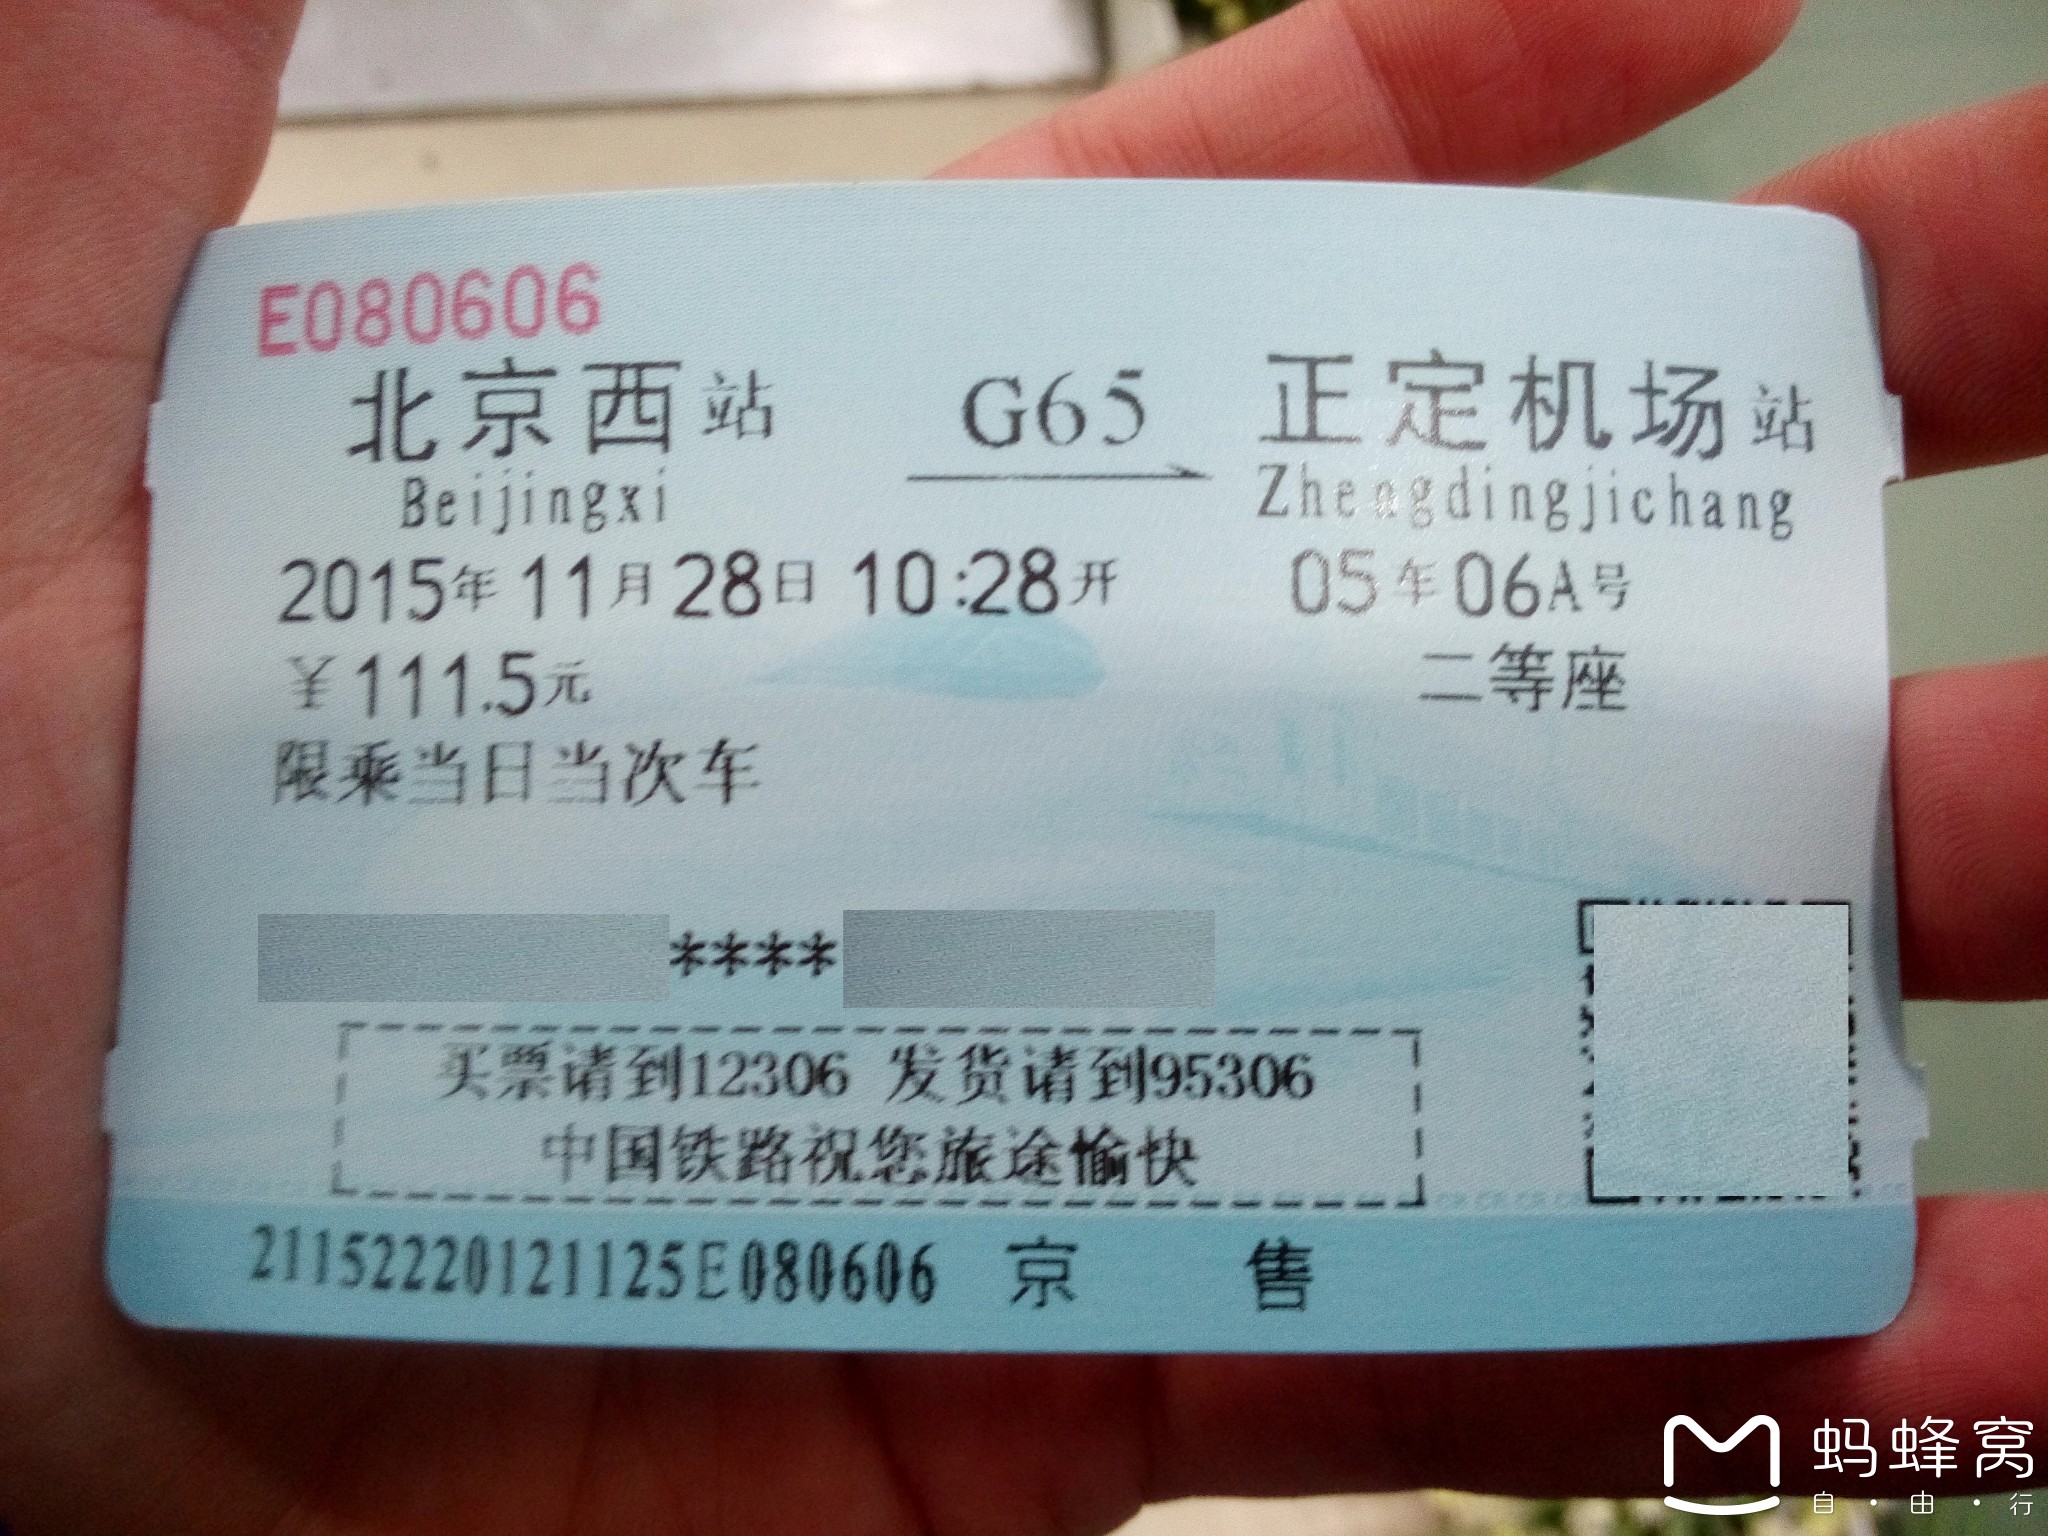 E080606
北京西站 G65 正定机场站
Beijingxi Zhengdingjichang
2015年11月28日 10:28开 05车06A号
￥111.5元 二等座
限乘当日当次车
****
买票请到12306 发货请到95306
中国铁路祝您旅途愉快
21152220121125E080606 京 售
蚂蜂窝
自·由·行